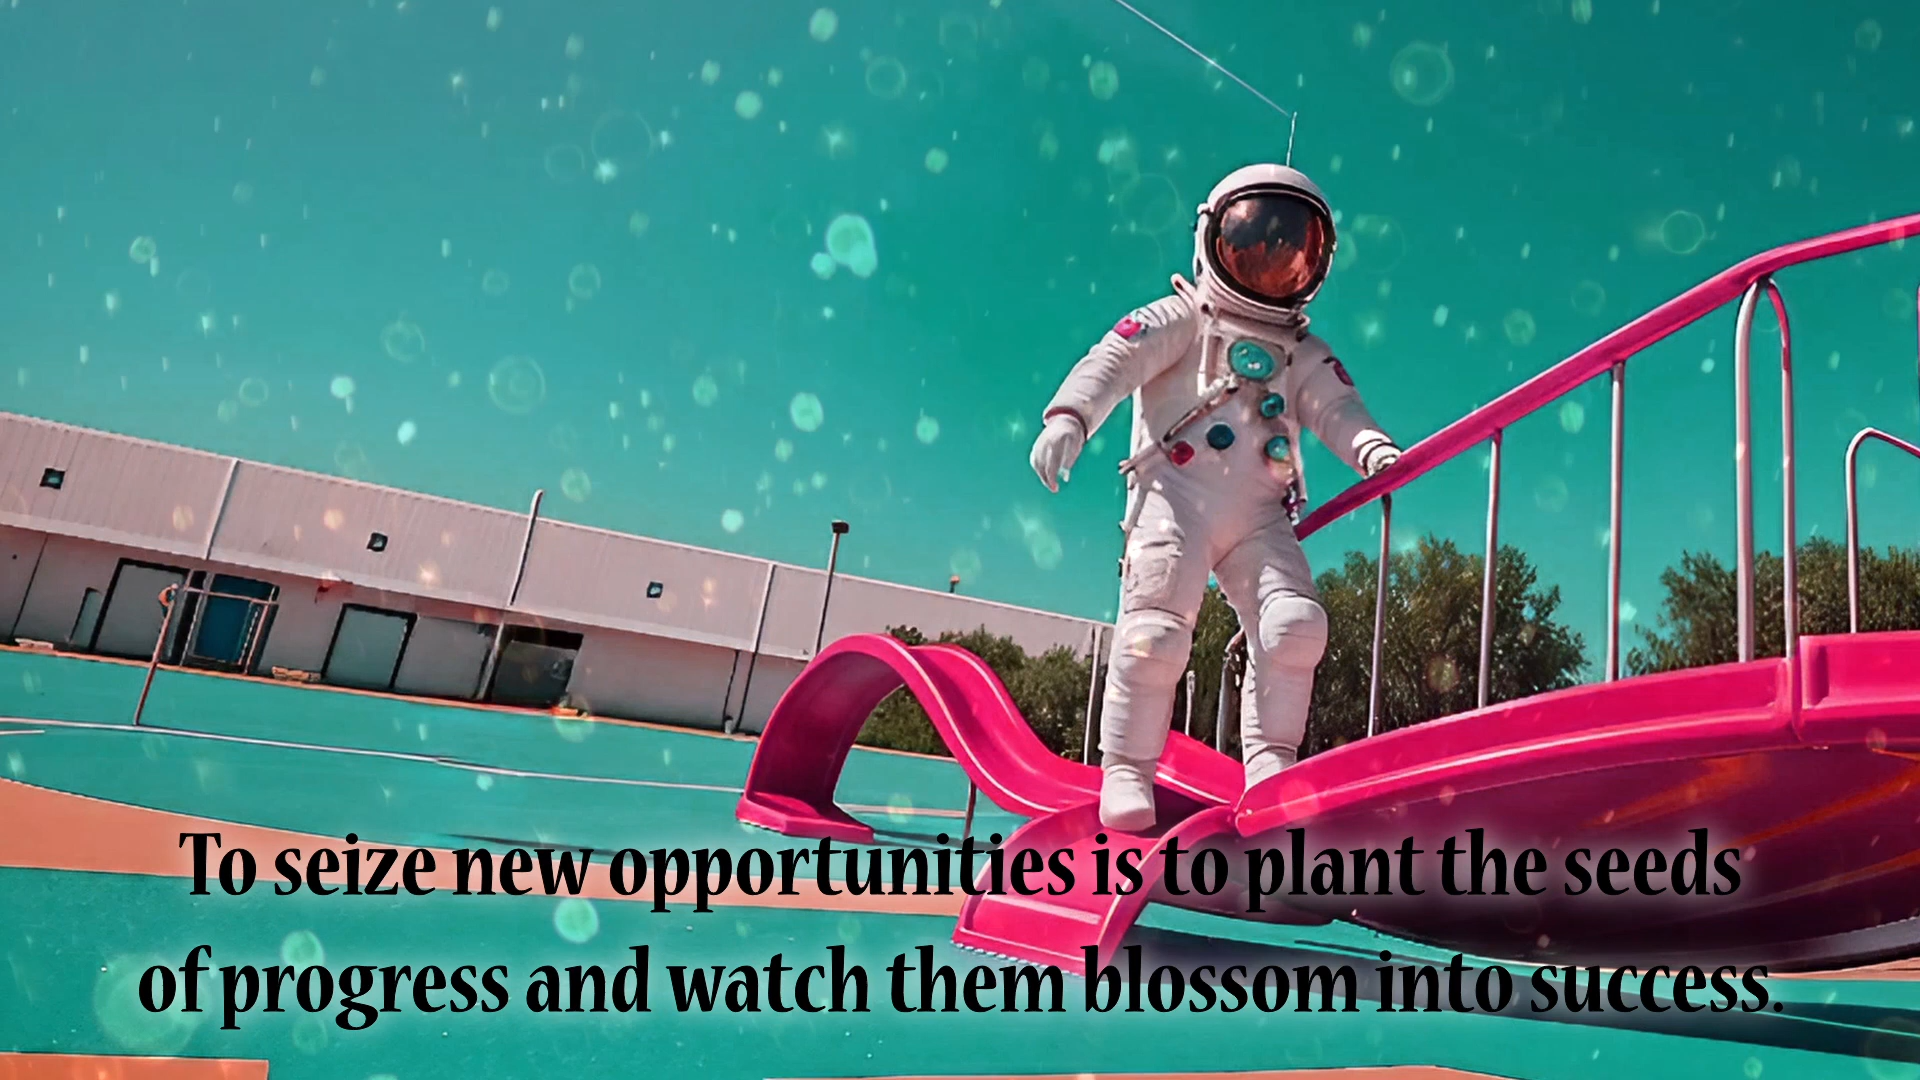 To seize new opportunities is to plant the seeds
of progress and watch them blossom into success.